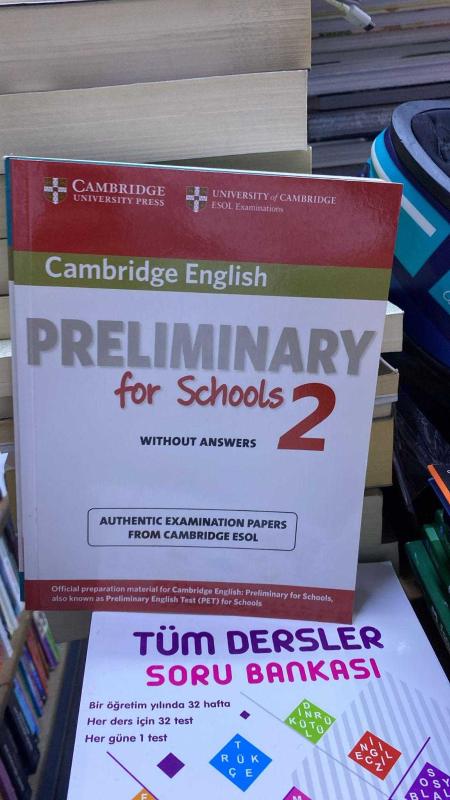 CAMBRIDGE
UNIVERSITY PRESS
UNIVERSITY of CAMBRIDGE
ESOL Examinations
Cambridge English
PRELIMINARY
for Schools 2
WITHOUT ANSWERS
AUTHENTIC EXAMINATION PAPERS
FROM CAMBRIDGE ESOL
Official preparation material for Cambridge English: Preliminary for Schools,
also known as Preliminary English Test (PET) for Schools
TÜM DERSLER
SORU BANKASI
Bir öğretim yılında 32 hafta
Her ders için 32 test
Her güne 1 test
TÜRKÇE